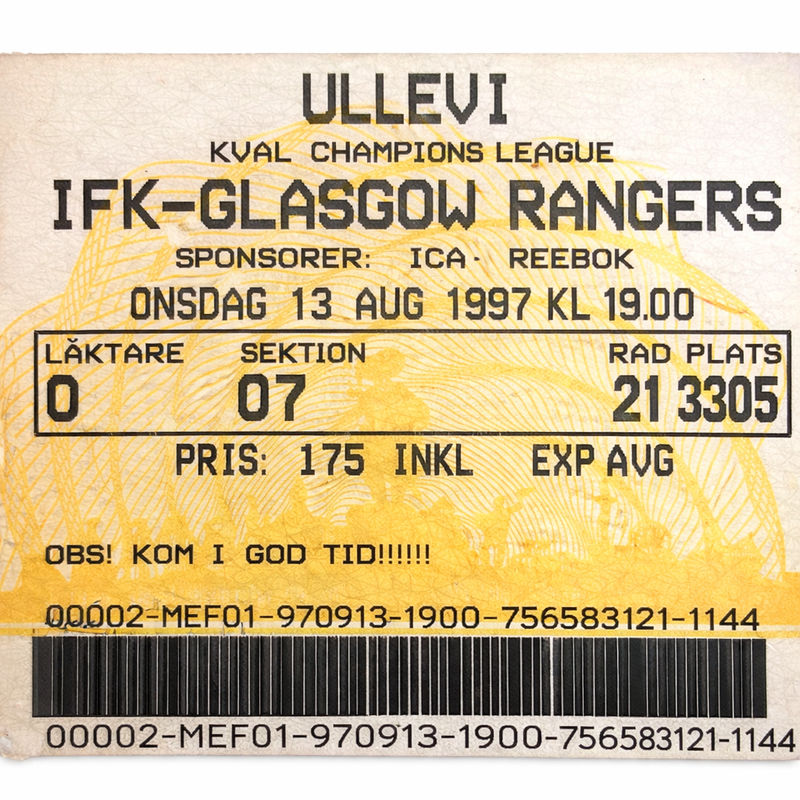 ULLEVI
KVAL CHAMPIONS LEAGUE
IFK-GLASGOW RANGERS
SPONSORER: ICA· REEBOK
ONSDAG 13 AUG 1997 KL 19.00
LÄKTARE SEKTION RAD PLATS
0 07 21 3305
PRIS: 175 INKL EXP AVG
OBS! KOM I GOD TID!!!!!!
00002-MEF01-970913-1900-756583121-1144
00002-MEF01-970913-1900-756583121-1144